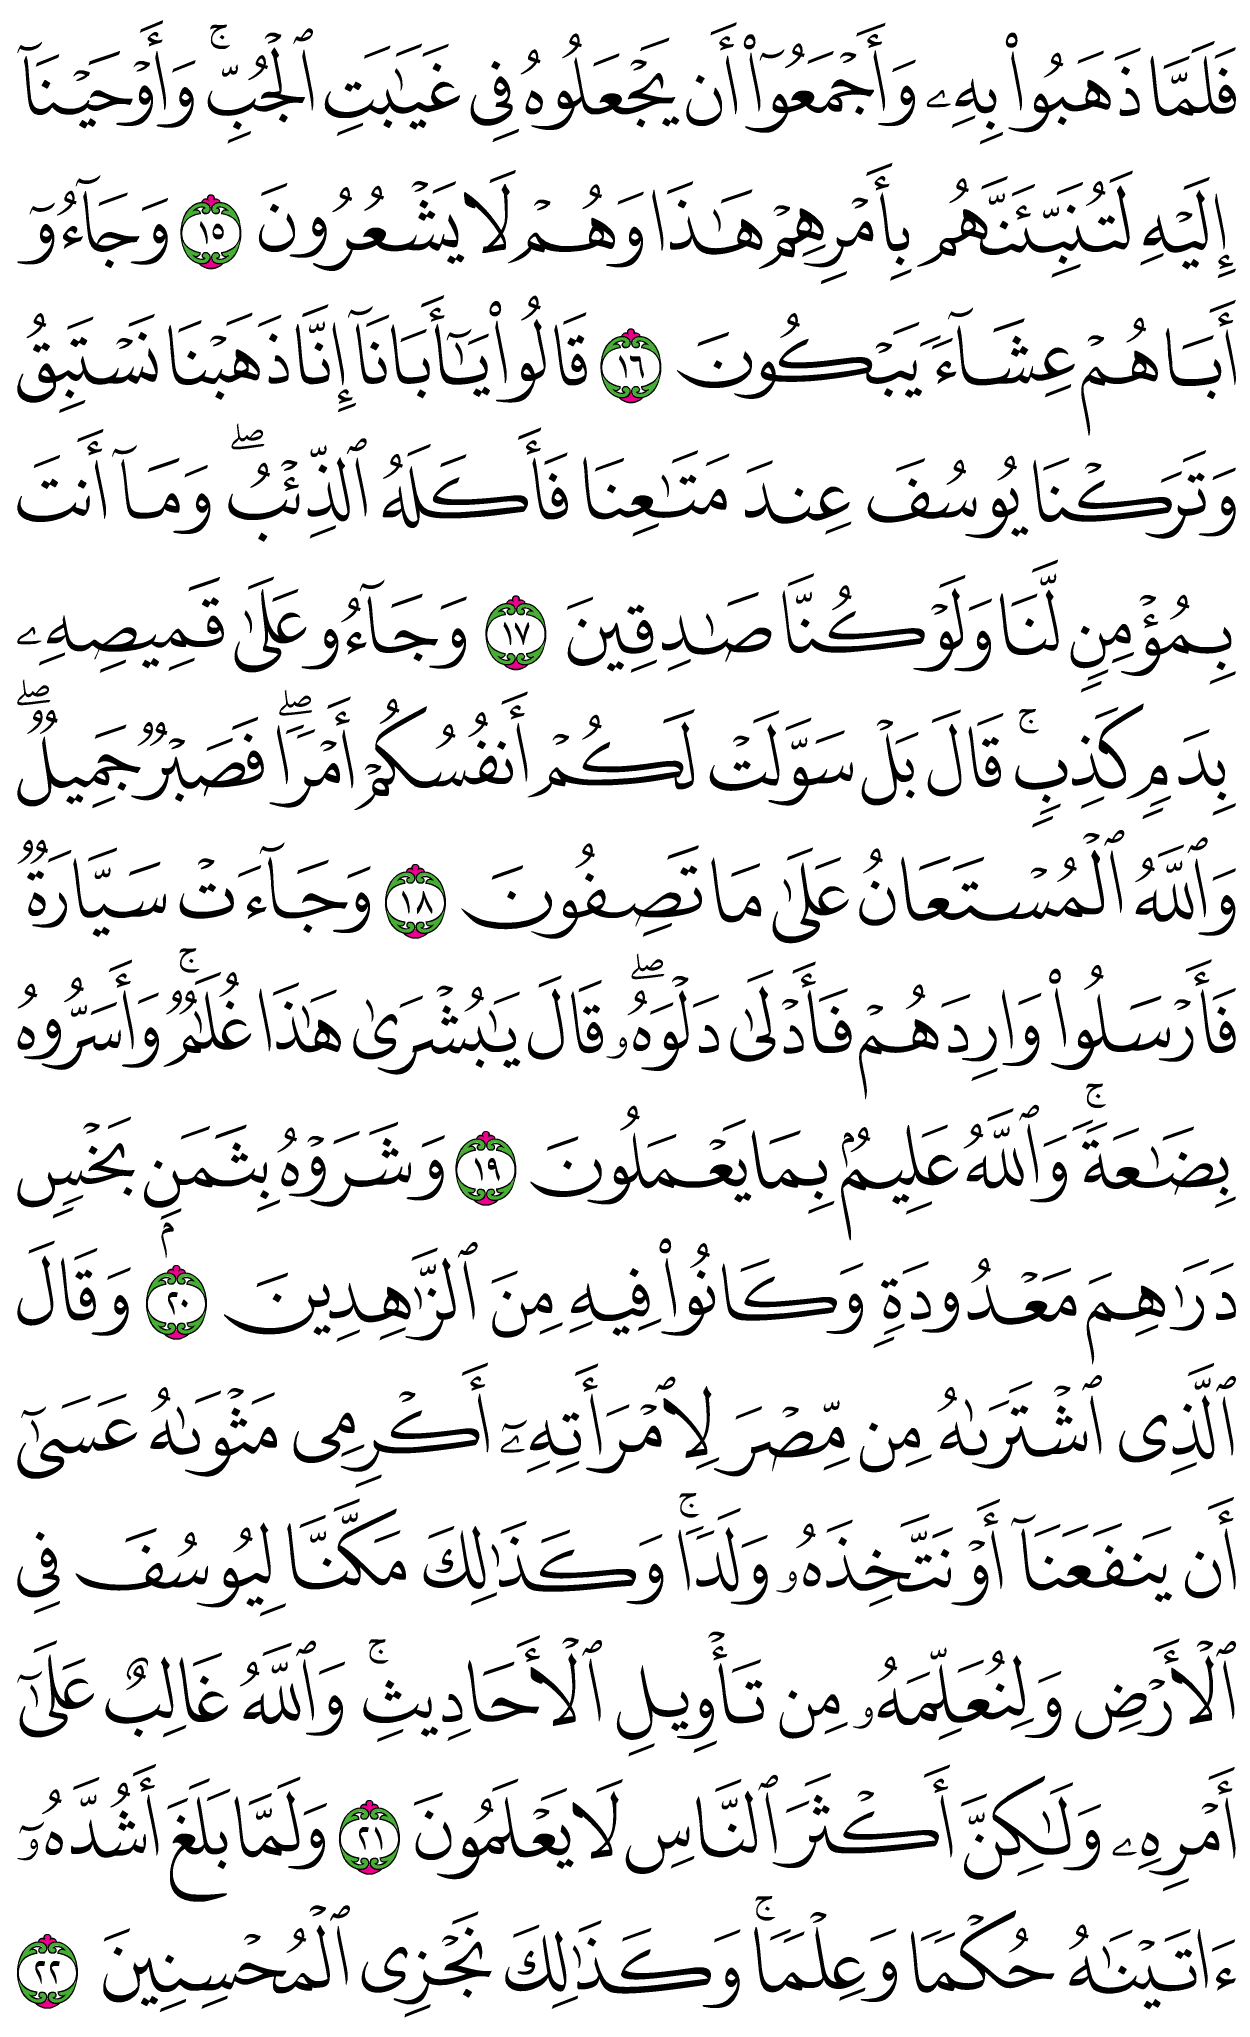 فَلَمَّا ذَهَبُواْ بِهِۦ وَأَجۡمَعُوٓاْ أَن يَجۡعَلُوهُ فِي غَيَٰبَتِ ٱلۡجُبِّۚ وَأَوۡحَيۡنَآ
إِلَيۡهِ لَتُنَبِّئَنَّهُم بِأَمۡرِهِمۡ هَٰذَا وَهُمۡ لَا يَشۡعُرُونَ ١٥ وَجَآءُوٓ
أَبَاهُمۡ عِشَآءٗ يَبۡكُونَ ١٦ قَالُواْ يَٰٓأَبَانَآ إِنَّا ذَهَبۡنَا نَسۡتَبِقُ
وَتَرَكۡنَا يُوسُفَ عِندَ مَتَٰعِنَا فَأَكَلَهُ ٱلذِّئۡبُۖ وَمَآ أَنتَ
بِمُؤۡمِنٖ لَّنَا وَلَوۡ كُنَّا صَٰدِقِينَ ١٧ وَجَآءُو عَلَىٰ قَمِيصِهِۦ
بِدَمٖ كَذِبٖۚ قَالَ بَلۡ سَوَّلَتۡ لَكُمۡ أَنفُسُكُمۡ أَمۡرٗاۖ فَصَبۡرٞ جَمِيلٞۖ
وَٱللَّهُ ٱلۡمُسۡتَعَانُ عَلَىٰ مَا تَصِفُونَ ١٨ وَجَآءَتۡ سَيَّارَةٞ
فَأَرۡسَلُواْ وَارِدَهُمۡ فَأَدۡلَىٰ دَلۡوَهُۥۖ قَالَ يَٰبُشۡرَىٰ هَٰذَا غُلَٰمٞۚ وَأَسَرُّوهُ
بِضَٰعَةٗۚ وَٱللَّهُ عَلِيمُۢ بِمَا يَعۡمَلُونَ ١٩ وَشَرَوۡهُ بِثَمَنِۭ بَخۡسٖ
دَرَٰهِمَ مَعۡدُودَةٖ وَكَانُواْ فِيهِ مِنَ ٱلزَّٰهِدِينَ ٢٠ وَقَالَ
ٱلَّذِي ٱشۡتَرَىٰهُ مِن مِّصۡرَ لِٱمۡرَأَتِهِۦٓ أَكۡرِمِي مَثۡوَىٰهُ عَسَىٰٓ
أَن يَنفَعَنَآ أَوۡ نَتَّخِذَهُۥ وَلَدٗاۚ وَكَذَٰلِكَ مَكَّنَّا لِيُوسُفَ فِي
ٱلۡأَرۡضِ وَلِنُعَلِّمَهُۥ مِن تَأۡوِيلِ ٱلۡأَحَادِيثِۚ وَٱللَّهُ غَالِبٌ عَلَىٰٓ
أَمۡرِهِۦ وَلَٰكِنَّ أَكۡثَرَ ٱلنَّاسِ لَا يَعۡلَمُونَ ٢١ وَلَمَّا بَلَغَ أَشُدَّهُۥٓ
ءَاتَيۡنَٰهُ حُكۡمٗا وَعِلۡمٗاۚ وَكَذَٰلِكَ نَجۡزِي ٱلۡمُحۡسِنِينَ ٢٢